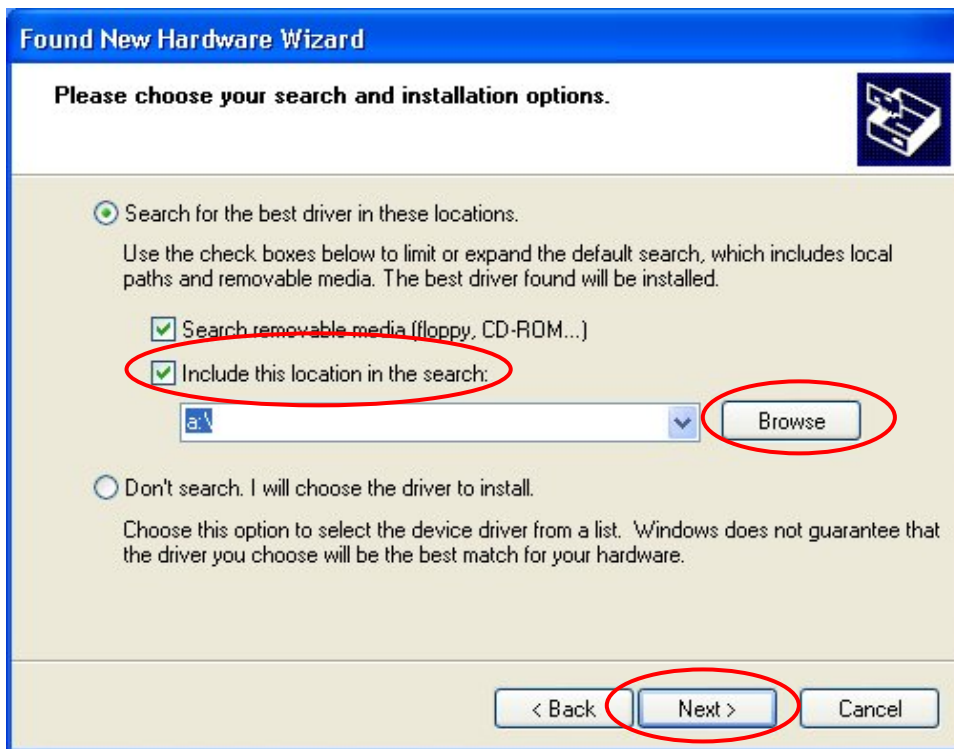 Found New Hardware Wizard
Please choose your search and installation options.
Search for the best driver in these locations.
Use the check boxes below to limit or expand the default search, which includes local
paths and removable media. The best driver found will be installed.
Search removable media (floppy, CD-ROM...)
Include this location in the search:
a:\
Browse
Don't search. I will choose the driver to install.
Choose this option to select the device driver from a list.  Windows does not guarantee that
the driver you choose will be the best match for your hardware.
< Back Next > Cancel